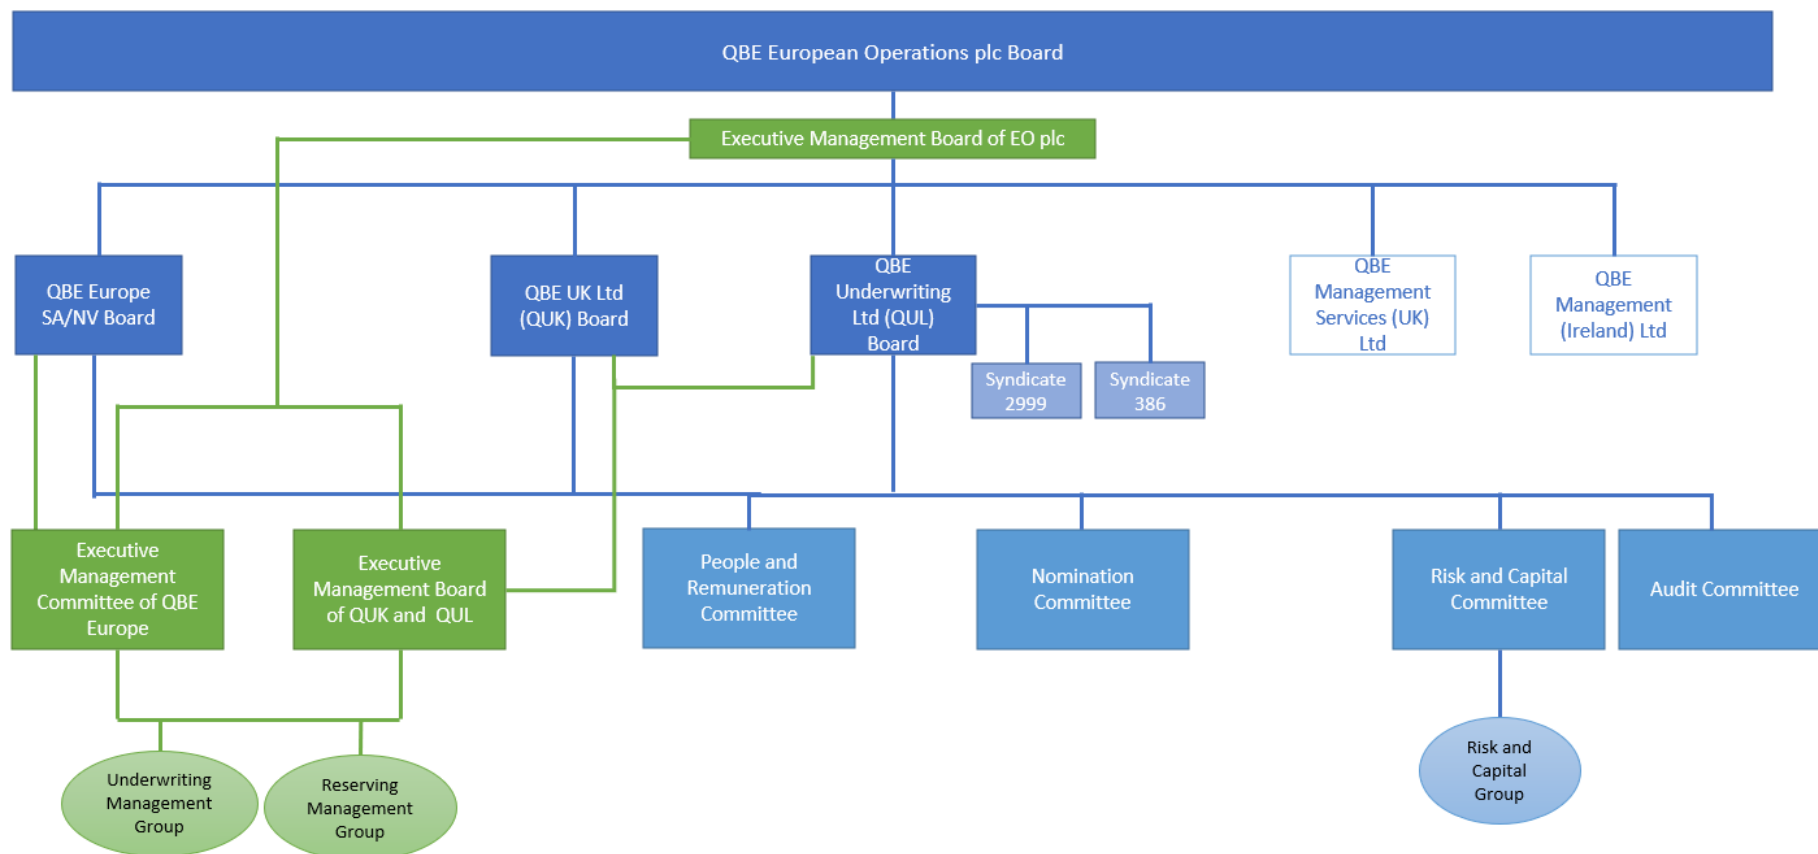 QBE European Operations plc Board
Executive Management Board of EO plc
QBE Europe
SA/NV Board
QBE UK Ltd
(QUK) Board
QBE
Underwriting
Ltd (QUL)
Board
QBE
Management
Services (UK)
Ltd
QBE
Management
(Ireland) Ltd
Syndicate
2999
Syndicate
386
Executive
Management
Committee of QBE
Europe
Executive
Management Board
of QUK and QUL
People and
Remuneration
Committee
Nomination
Committee
Risk and Capital
Committee
Audit Committee
Underwriting
Management
Group
Reserving
Management
Group
Risk and
Capital
Group